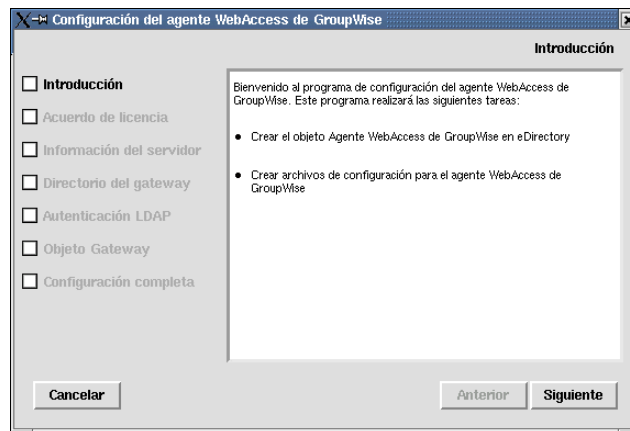 Configuración del agente WebAccess de GroupWise
Introducción
Introducción
Acuerdo de licencia
Información del servidor
Directorio del gateway
Autenticación LDAP
Objeto Gateway
Configuración completa
Bienvenido al programa de configuración del agente WebAccess de
GroupWise. Este programa realizará las siguientes tareas:
● Crear el objeto Agente WebAccess de GroupWise en eDirectory
● Crear archivos de configuración para el agente WebAccess de
GroupWise
Cancelar
Anterior
Siguiente